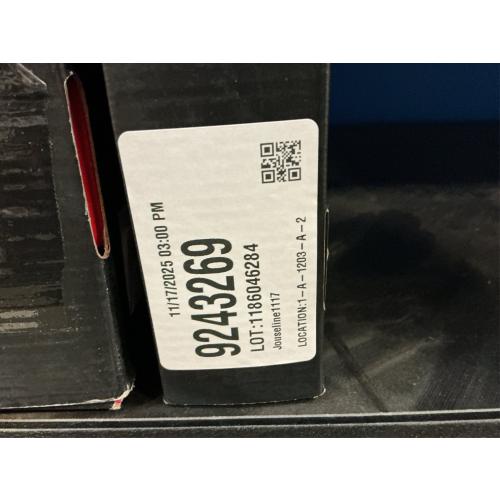 11/17/2025 03:00 PM
9243269
LOT:1186046284
Jouseline1117
LOCATION:1-A-1203-A-2